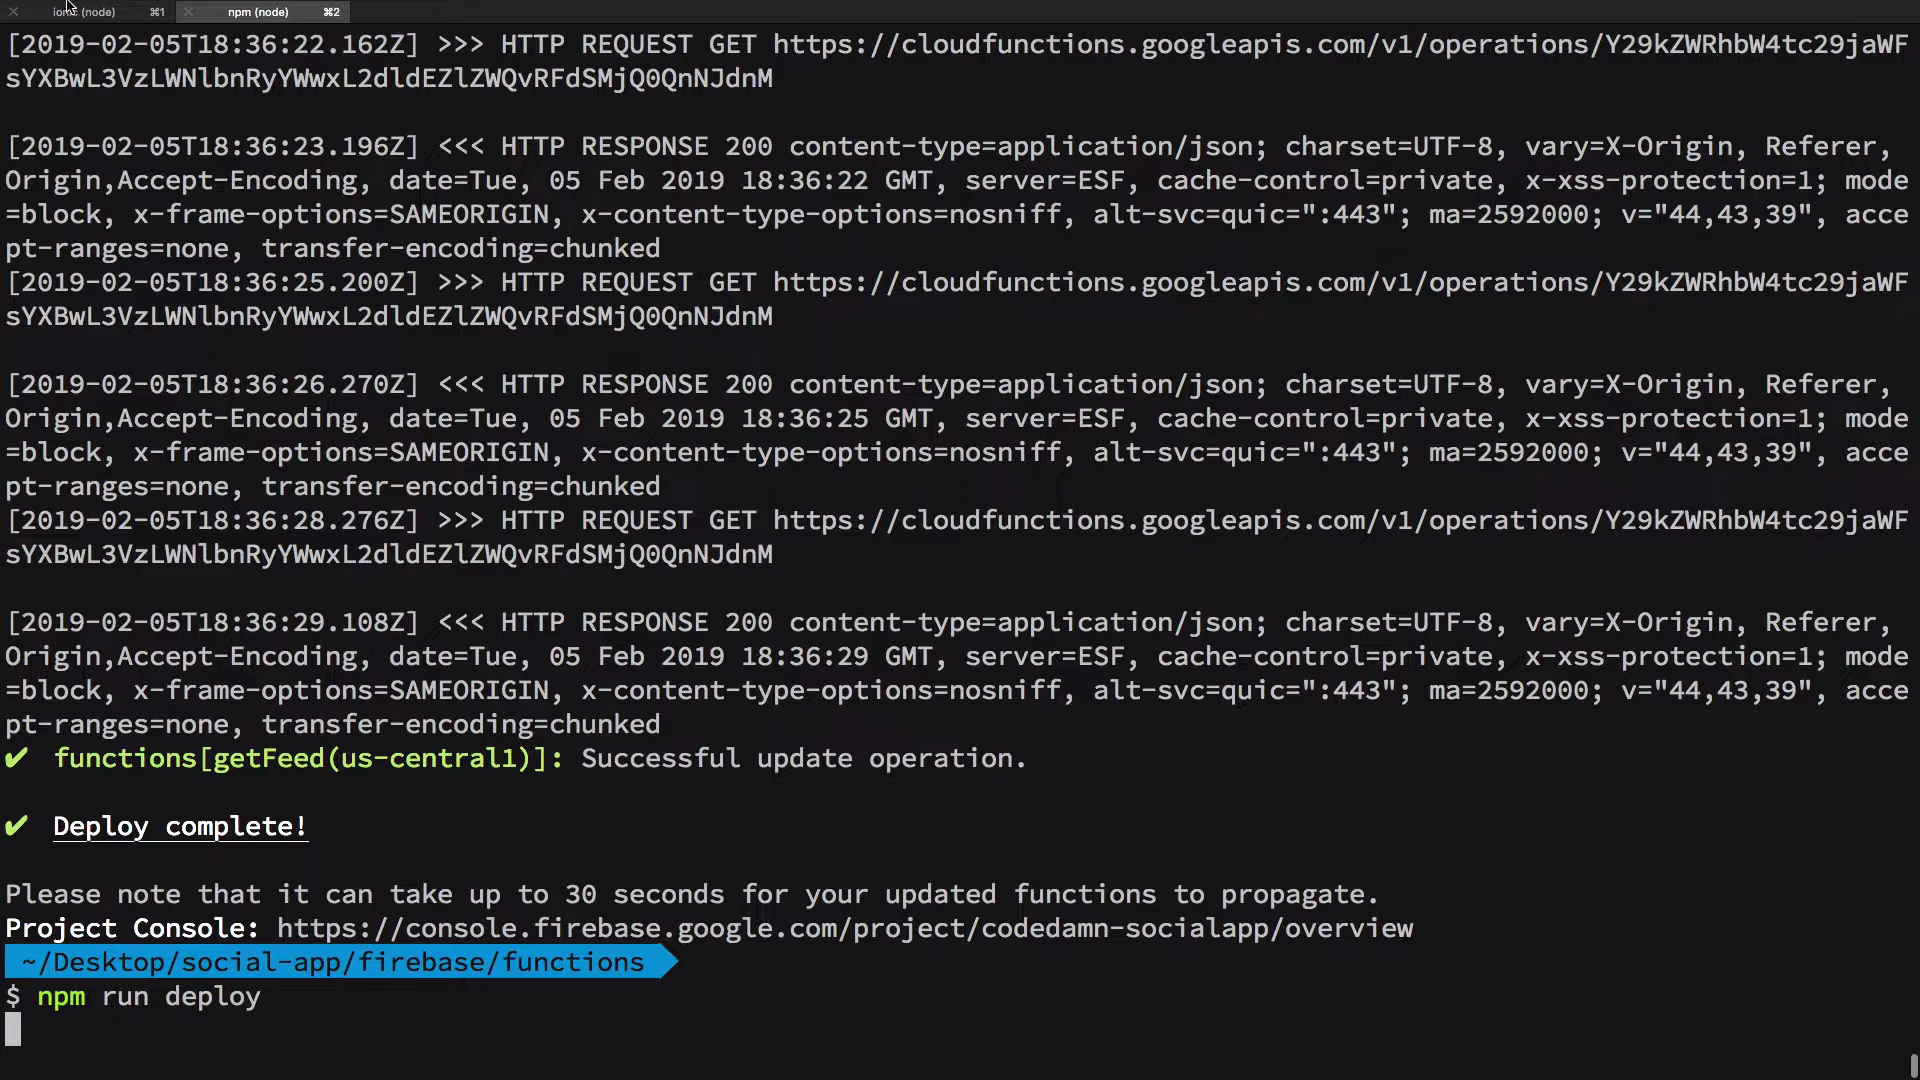 (node) ⌘1 npm (node) ⌘2
[2019-02-05T18:36:22.162Z] >>> HTTP REQUEST GET https://cloudfunctions.googleapis.com/v1/operations/Y29kZWRhbW4tc29jaWF
sYXBwL3VzLWNlbnRyYWwxL2dldEZlZWQvRFdSMjQ0QnNJdnM
[2019-02-05T18:36:23.196Z] <<< HTTP RESPONSE 200 content-type=application/json; charset=UTF-8, vary=X-Origin, Referer,
Origin,Accept-Encoding, date=Tue, 05 Feb 2019 18:36:22 GMT, server=ESF, cache-control=private, x-xss-protection=1; mode
=block, x-frame-options=SAMEORIGIN, x-content-type-options=nosniff, alt-svc=quic=":443"; ma=2592000; v="44,43,39", acce
pt-ranges=none, transfer-encoding=chunked
[2019-02-05T18:36:25.200Z] >>> HTTP REQUEST GET https://cloudfunctions.googleapis.com/v1/operations/Y29kZWRhbW4tc29jaWF
sYXBwL3VzLWNlbnRyYWwxL2dldEZlZWQvRFdSMjQ0QnNJdnM
[2019-02-05T18:36:26.270Z] <<< HTTP RESPONSE 200 content-type=application/json; charset=UTF-8, vary=X-Origin, Referer,
Origin,Accept-Encoding, date=Tue, 05 Feb 2019 18:36:25 GMT, server=ESF, cache-control=private, x-xss-protection=1; mode
=block, x-frame-options=SAMEORIGIN, x-content-type-options=nosniff, alt-svc=quic=":443"; ma=2592000; v="44,43,39", acce
pt-ranges=none, transfer-encoding=chunked
[2019-02-05T18:36:28.276Z] >>> HTTP REQUEST GET https://cloudfunctions.googleapis.com/v1/operations/Y29kZWRhbW4tc29jaWF
sYXBwL3VzLWNlbnRyYWwxL2dldEZlZWQvRFdSMjQ0QnNJdnM
[2019-02-05T18:36:29.108Z] <<< HTTP RESPONSE 200 content-type=application/json; charset=UTF-8, vary=X-Origin, Referer,
Origin,Accept-Encoding, date=Tue, 05 Feb 2019 18:36:29 GMT, server=ESF, cache-control=private, x-xss-protection=1; mode
=block, x-frame-options=SAMEORIGIN, x-content-type-options=nosniff, alt-svc=quic=":443"; ma=2592000; v="44,43,39", acce
pt-ranges=none, transfer-encoding=chunked
✔ functions[getFeed(us-central1)]: Successful update operation.
✔ Deploy complete!
Please note that it can take up to 30 seconds for your updated functions to propagate.
Project Console: https://console.firebase.google.com/project/codedamn-socialapp/overview
~/Desktop/social-app/firebase/functions
$ npm run deploy